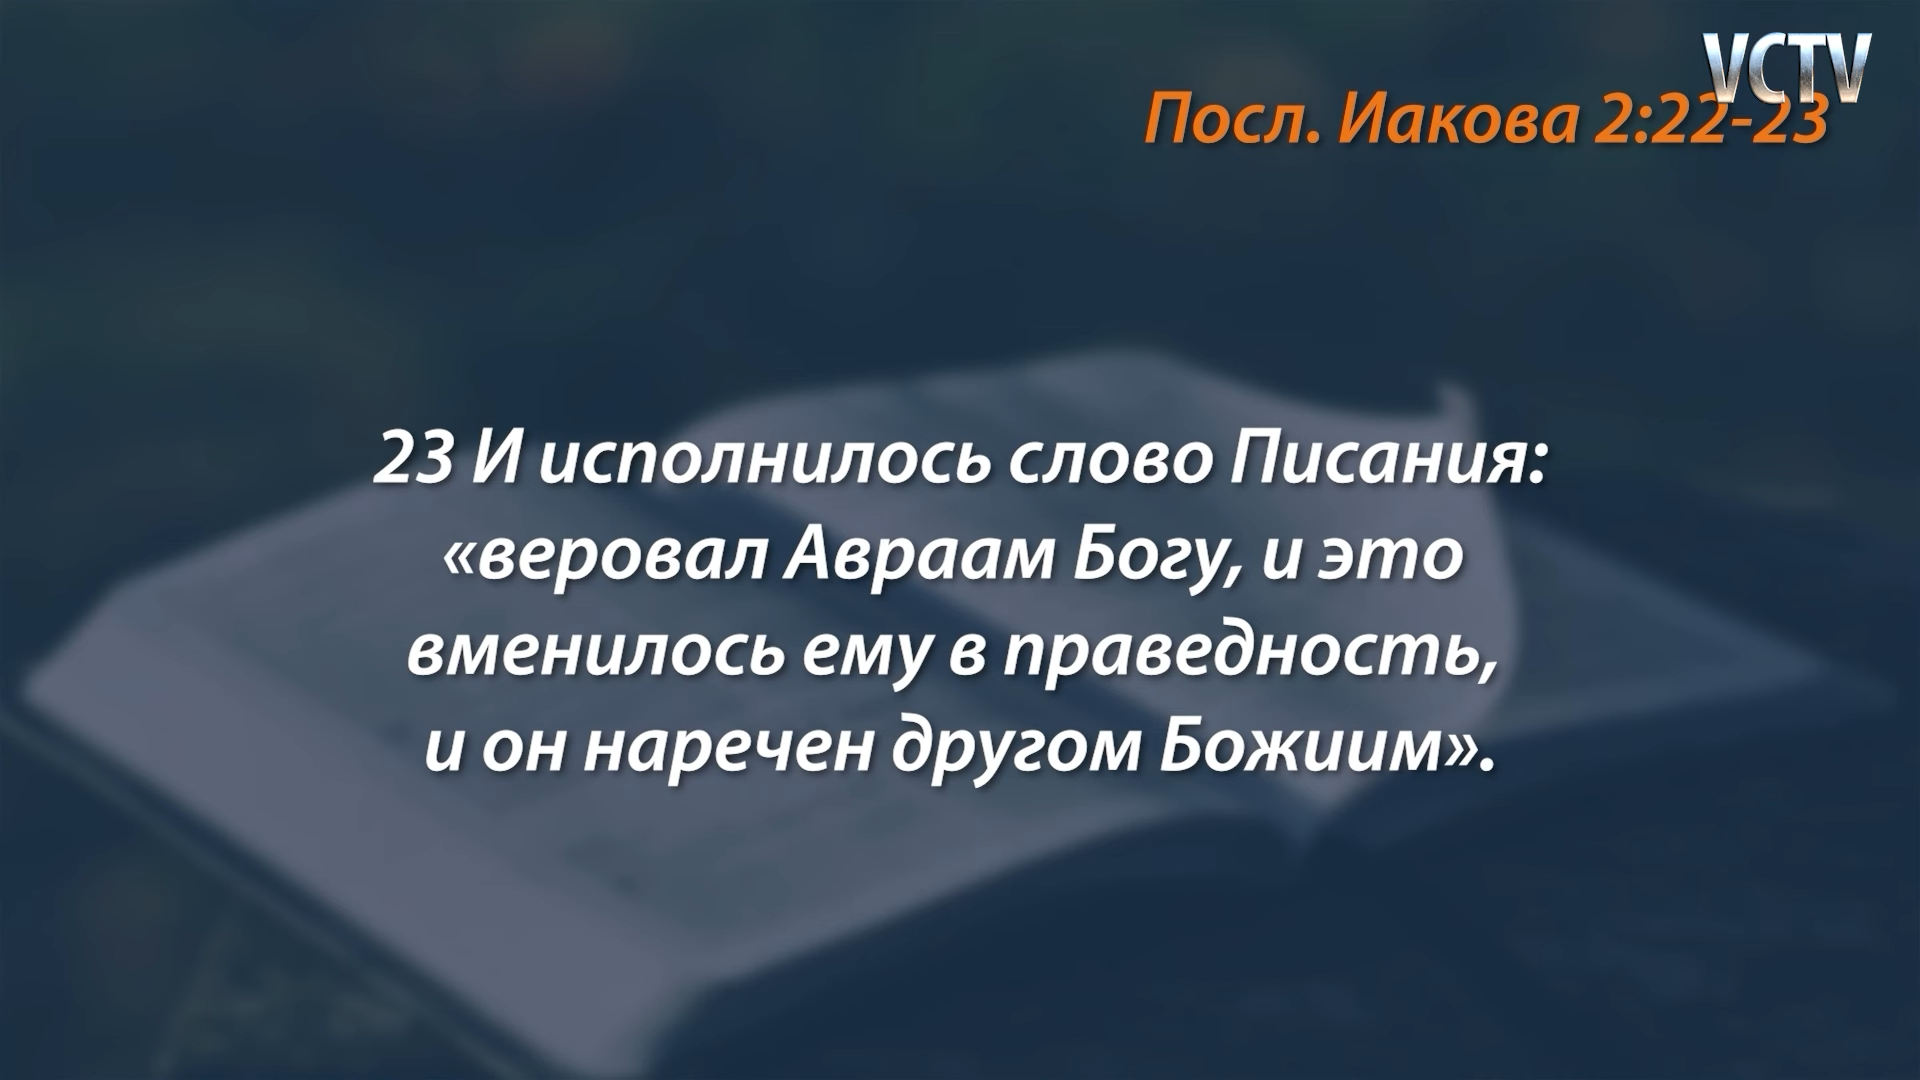 VCTV
Посл. Иакова 2:22-23
23 И исполнилось слово Писания:
«веровал Авраам Богу, и это
вменилось ему в праведность,
и он наречен другом Божиим».